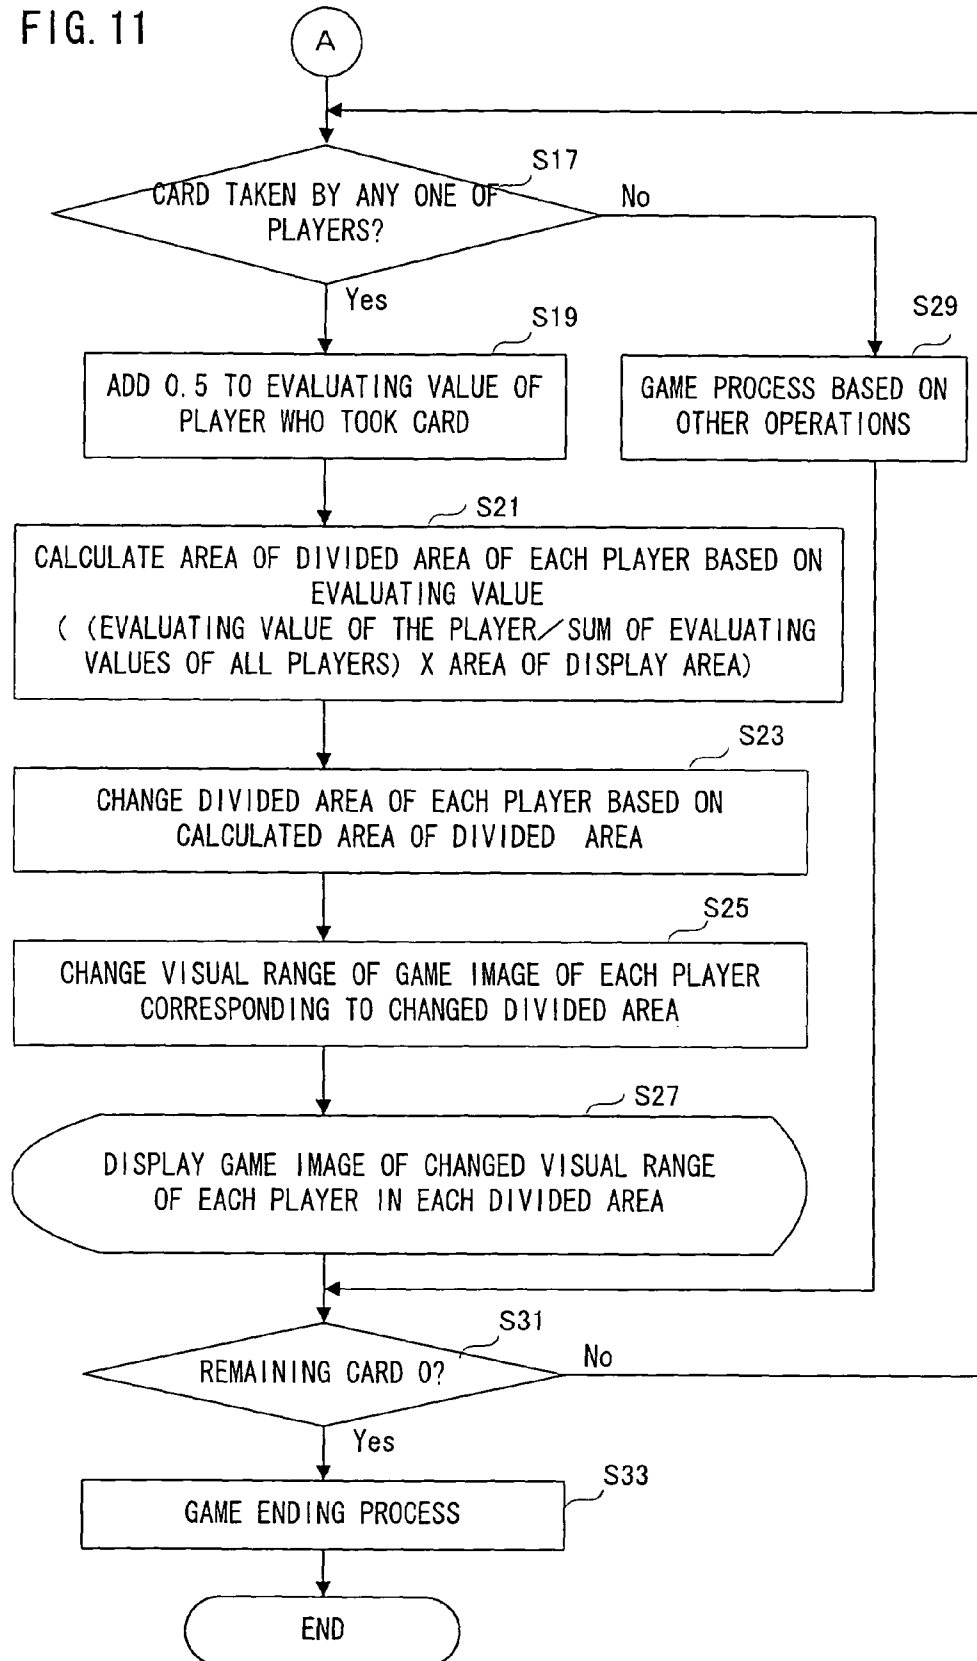 FIG. 11
A
S17
CARD TAKEN BY ANY ONE OF
PLAYERS?
No
Yes
S19
ADD 0.5 TO EVALUATING VALUE OF
PLAYER WHO TOOK CARD
S29
GAME PROCESS BASED ON
OTHER OPERATIONS
S21
CALCULATE AREA OF DIVIDED AREA OF EACH PLAYER BASED ON
EVALUATING VALUE
( (EVALUATING VALUE OF THE PLAYER/SUM OF EVALUATING
VALUES OF ALL PLAYERS) X AREA OF DISPLAY AREA)
S23
CHANGE DIVIDED AREA OF EACH PLAYER BASED ON
CALCULATED AREA OF DIVIDED AREA
S25
CHANGE VISUAL RANGE OF GAME IMAGE OF EACH PLAYER
CORRESPONDING TO CHANGED DIVIDED AREA
S27
DISPLAY GAME IMAGE OF CHANGED VISUAL RANGE
OF EACH PLAYER IN EACH DIVIDED AREA
S31
REMAINING CARD 0?
No
Yes
S33
GAME ENDING PROCESS
END